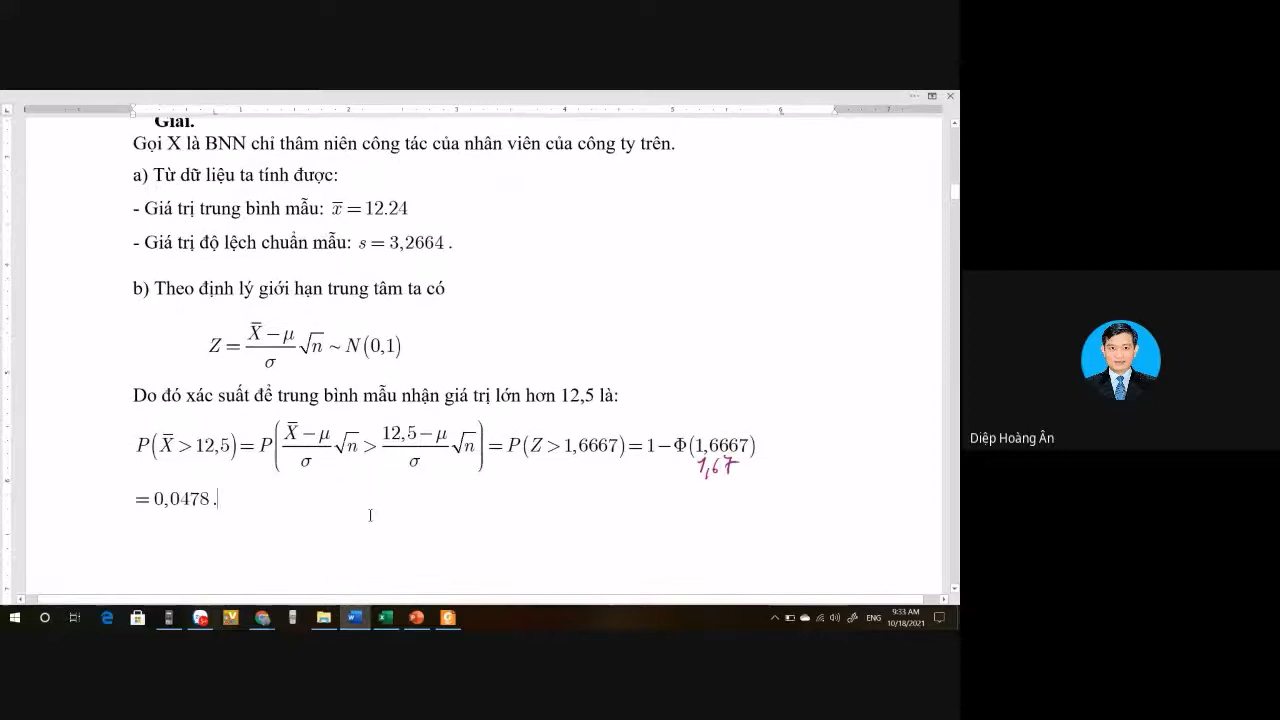 Giải.
Gọi X là BNN chỉ thâm niên công tác của nhân viên của công ty trên.
a) Từ dữ liệu ta tính được:
- Giá trị trung bình mẫu: x̅ = 12.24
- Giá trị độ lệch chuẩn mẫu: s = 3,2664 .
b) Theo định lý giới hạn trung tâm ta có
Z = (X̅ − μ)/σ √n ~ N(0,1)
Do đó xác suất để trung bình mẫu nhận giá trị lớn hơn 12,5 là:
P(X̅ > 12,5) = P((X̅ − μ)/σ √n > (12,5 − μ)/σ √n) = P(Z > 1,6667) = 1 − Φ(1,6667)
1,67
= 0,0478 .
Diệp Hoàng Ân
ENG
9:33 AM
10/18/2021